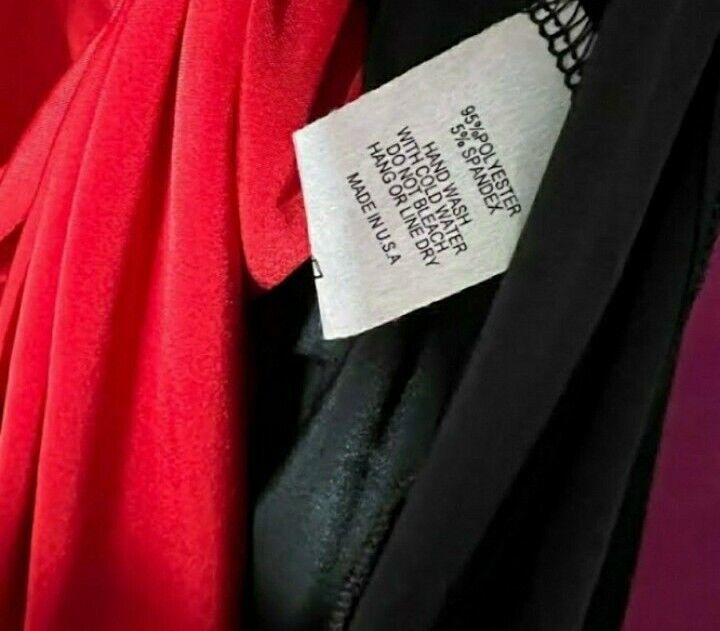 95%POLYESTER
5% SPANDEX
HAND WASH
WITH COLD WATER
DO NOT BLEACH
HANG OR LINE DRY
MADE IN U.S.A